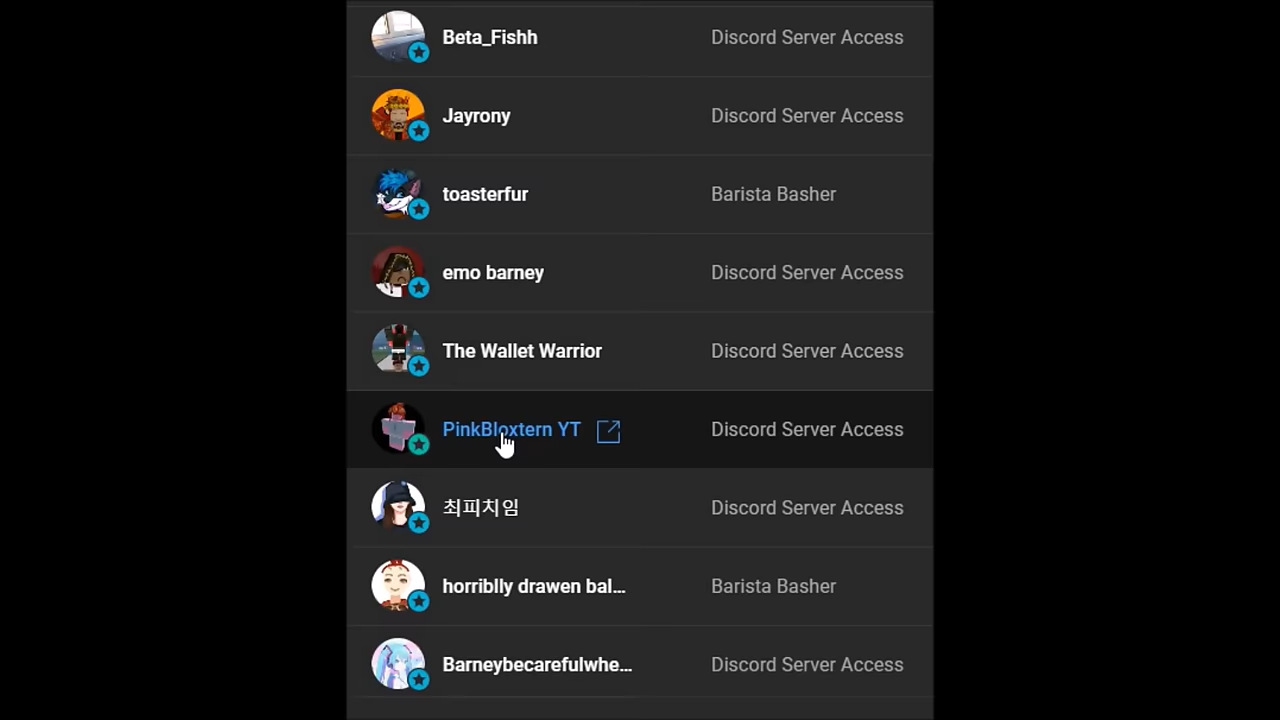 Beta_Fishh Discord Server Access
Jayrony Discord Server Access
toasterfur Barista Basher
emo barney Discord Server Access
The Wallet Warrior Discord Server Access
PinkBloxtern YT Discord Server Access
최피치임 Discord Server Access
horriblly drawen bal... Barista Basher
Barneybecarefulwhe... Discord Server Access